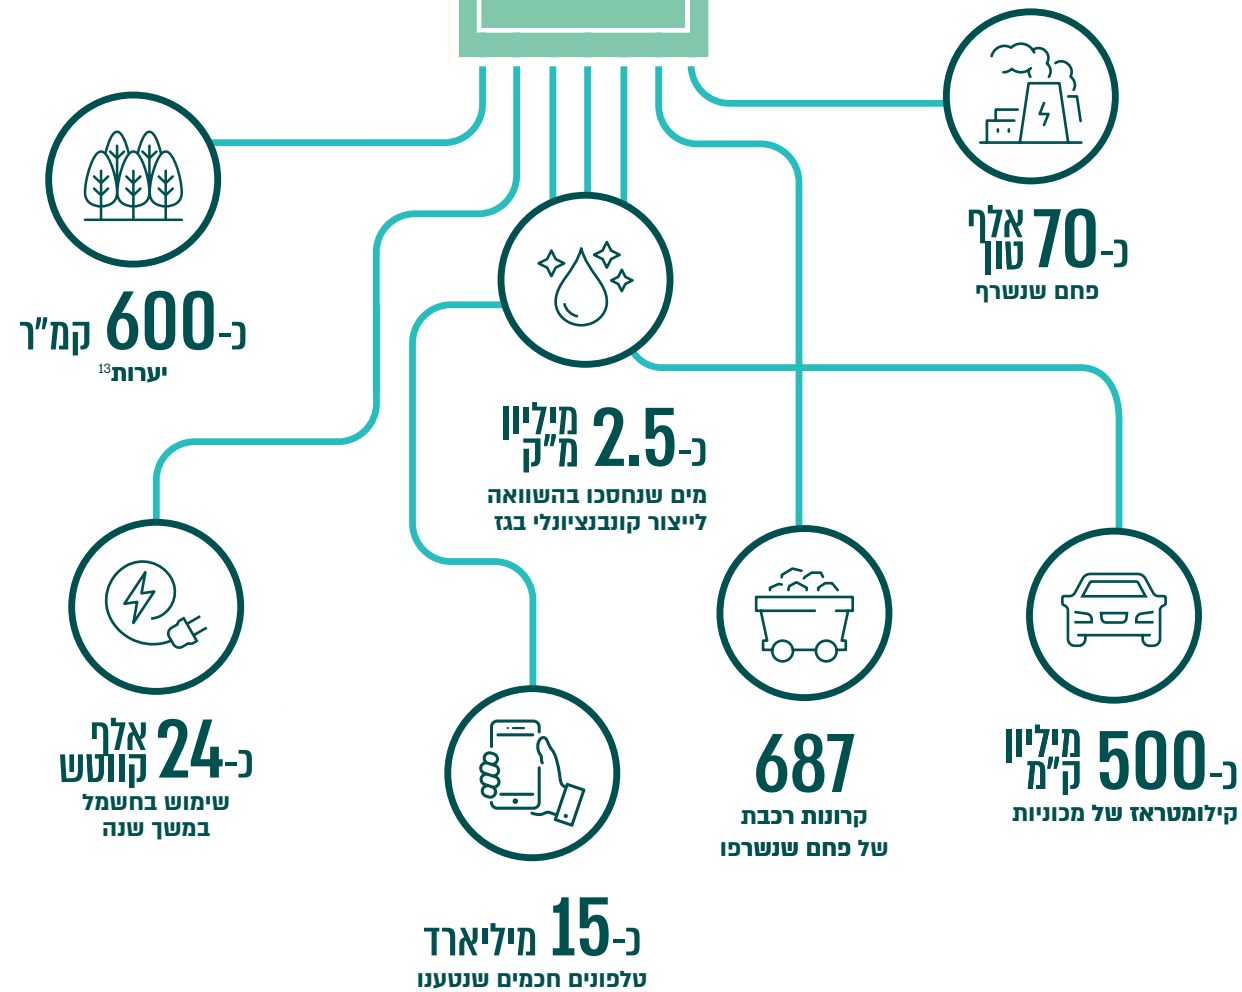 כ-70 אלף טון
פחם שנשרף
כ-600 קמ"ר
יערות13
כ-2.5 מיליון מ"ק
מים שנחסכו בהשוואה
לייצור קונבנציונלי בגז
כ-500 מיליון ק"מ
קילומטראז של מכוניות
687
קרונות רכבת
של פחם שנשרפו
כ-24 אלף קווטש
שימוש בחשמל
במשך שנה
כ-15 מיליארד
טלפונים חכמים שנטענו